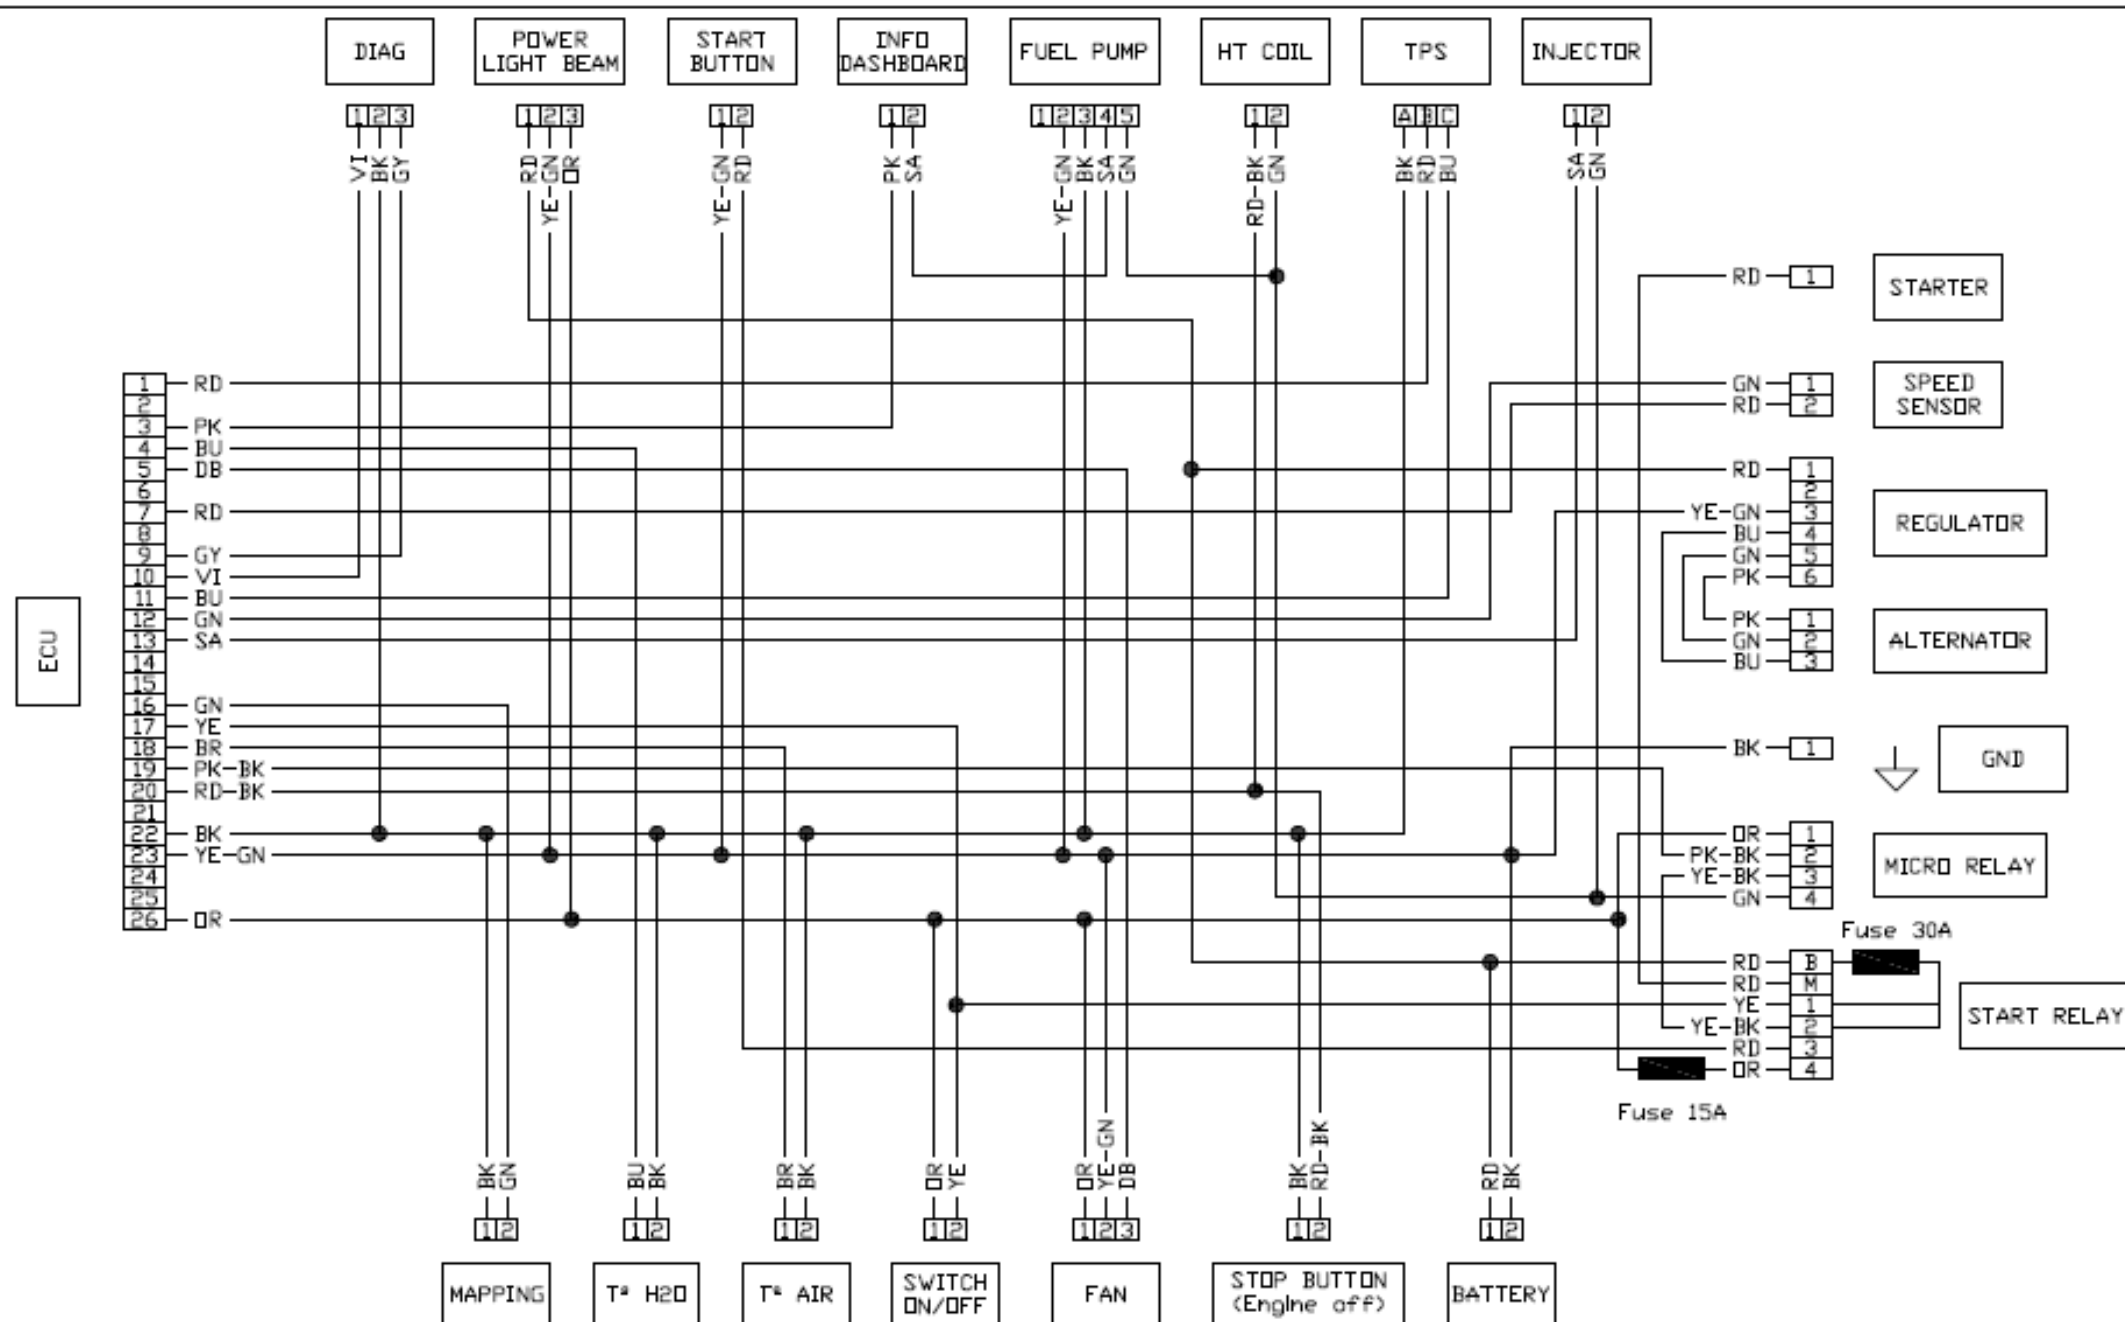 DIAG
POWER
LIGHT BEAM
START
BUTTON
INFO
DASHBOARD
FUEL PUMP
HT COIL
TPS
INJECTOR
1 2 3
1 2 3
1 2
1 2
1 2 3 4 5
1 2
A B C
1 2
VI BK GY
RD YE-GN OR
YE-GN RD
PK SA
YE-GN BK SA GN
RD-BK GN
BK RD BU
SA GN
RD 1
STARTER
GN 1
RD 2
SPEED
SENSOR
RD 1
2
YE-GN 3
BU 4
GN 5
PK 6
REGULATOR
PK 1
GN 2
BU 3
ALTERNATOR
BK 1
GND
OR 1
PK-BK 2
YE-BK 3
GN 4
MICRO RELAY
Fuse 30A
RD B
RD M
YE 1
YE-BK 2
RD 3
OR 4
START RELAY
Fuse 15A
ECU
1 RD
2
3 PK
4 BU
5 DB
6
7 RD
8
9 GY
10 VI
11 BU
12 GN
13 SA
14
15
16 GN
17 YE
18 BR
19 PK-BK
20 RD-BK
21
22 BK
23 YE-GN
24
25
26 OR
BK GN
BU BK
BR BK
OR YE
OR YE-GN DB
BK RD-BK
RD BK
1 2
1 2
1 2
1 2
1 2 3
1 2
1 2
MAPPING
Tª H2O
Tª AIR
SWITCH
ON/OFF
FAN
STOP BUTTON
(Engine off)
BATTERY